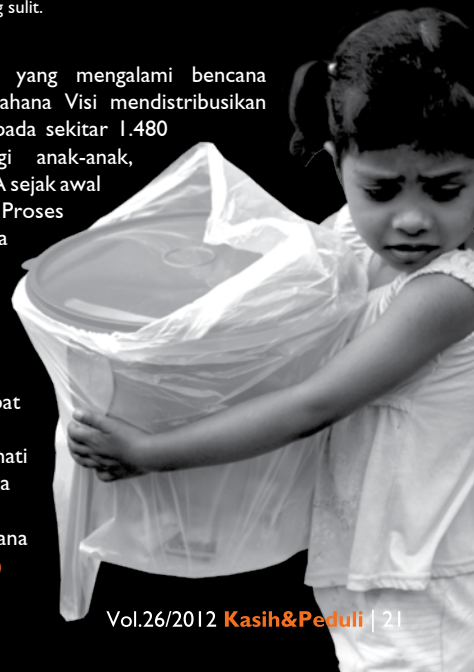 g sulit.
yang mengalami bencana
ahana Visi mendistribusikan
pada sekitar 1.480
gi anak-anak,
A sejak awal
Proses
a
pat
nati
a
ana
Vol.26/2012 Kasih&Peduli | 21